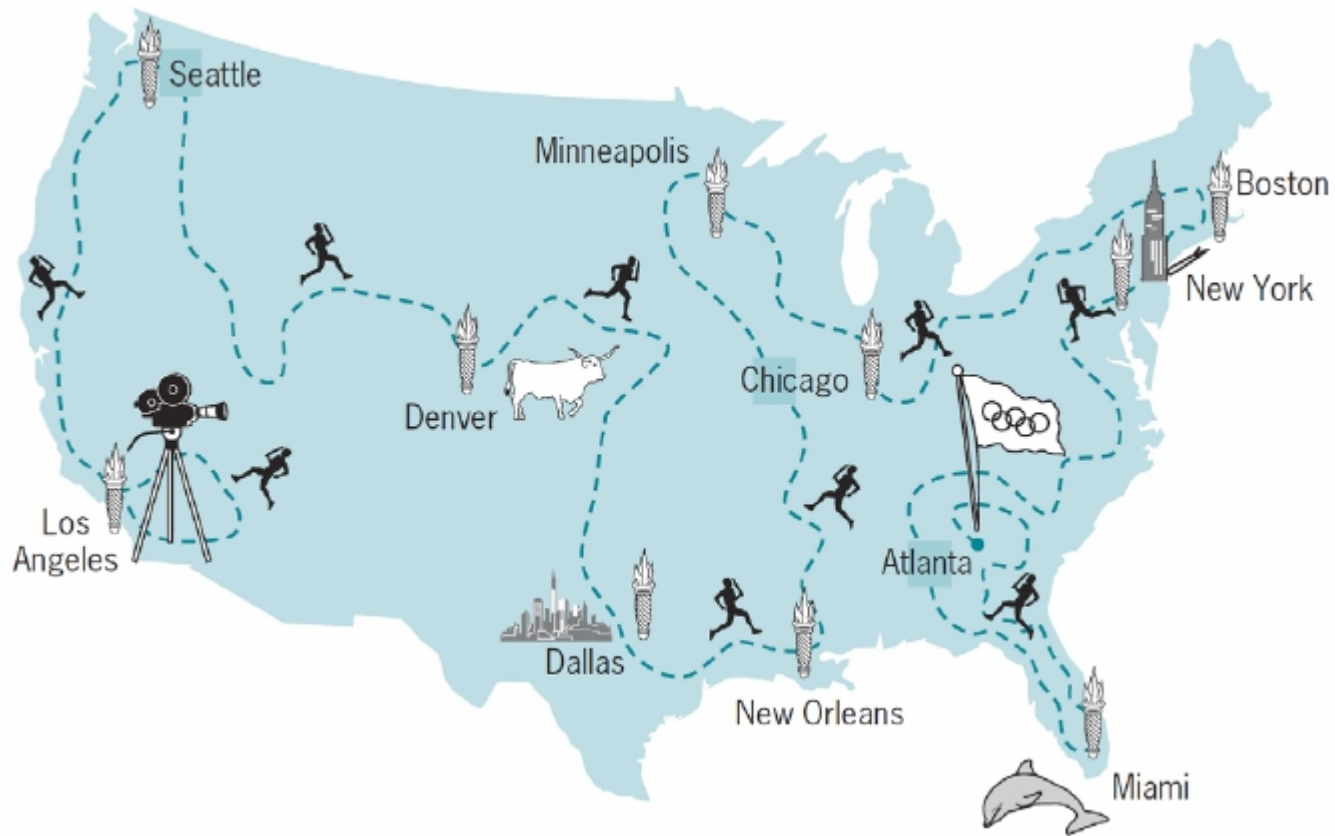 Seattle
Minneapolis
Boston
New York
Chicago
Denver
Los
Angeles
Atlanta
Dallas
New Orleans
Miami